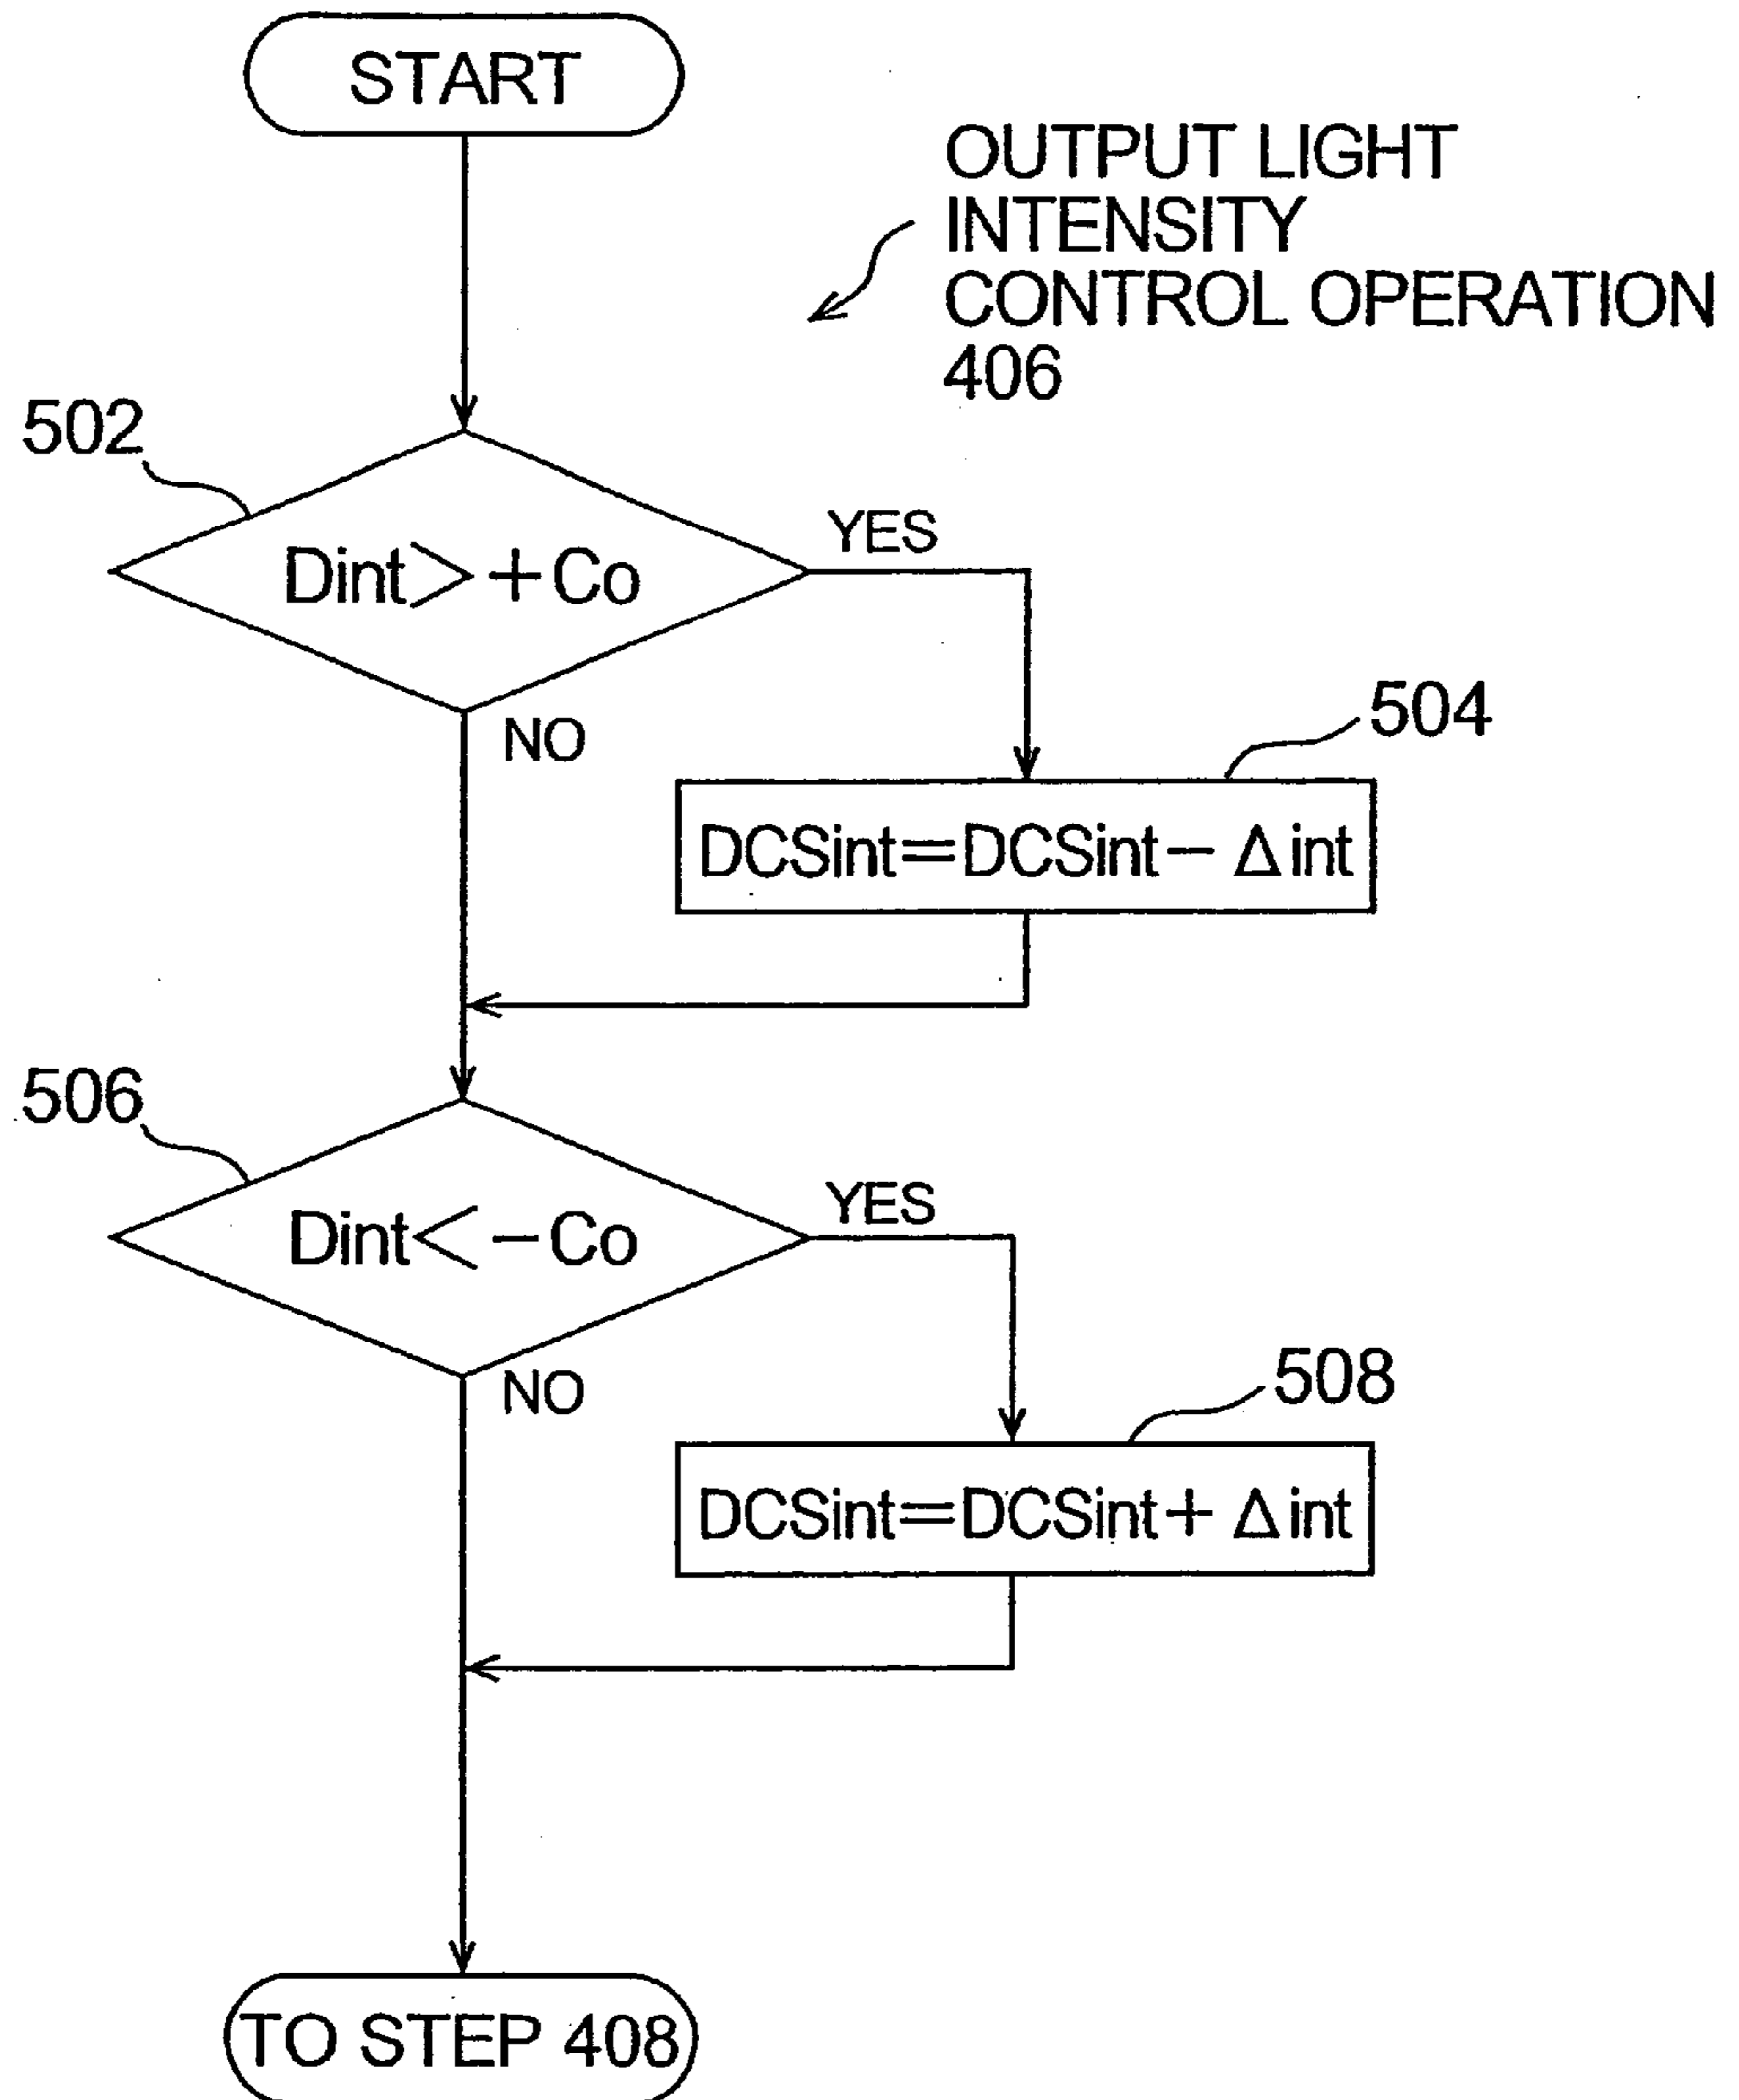 START
OUTPUT LIGHT
INTENSITY
CONTROL OPERATION
406
502
Dint>+Co
YES
NO
504
DCSint=DCSint-Δint
506
Dint<-Co
YES
NO
508
DCSint=DCSint+Δint
TO STEP 408